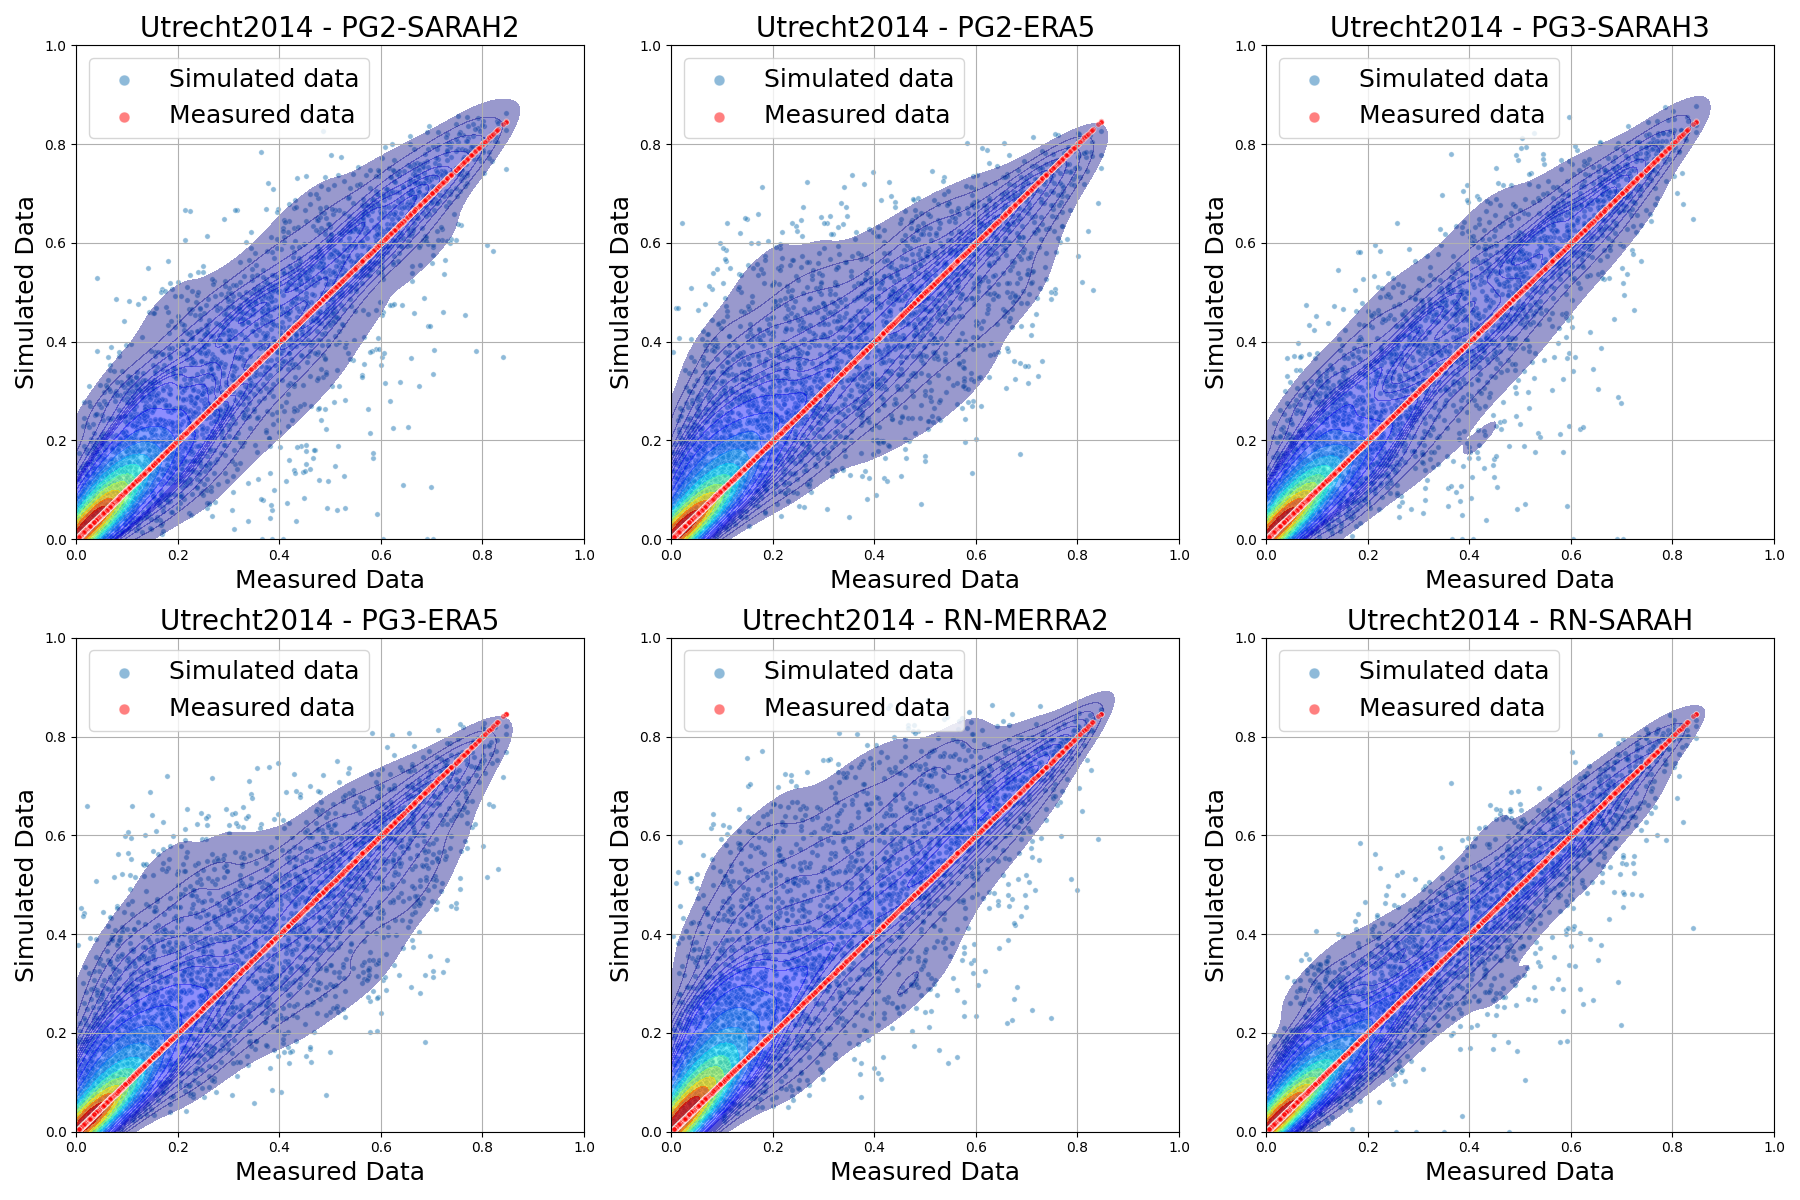 Utrecht2014 - PG2-SARAH2
Utrecht2014 - PG2-ERA5
Utrecht2014 - PG3-SARAH3
1.0
Simulated data
Measured data
0.8
0.6
0.4
0.2
0.0
Simulated Data
0.0 0.2 0.4 0.6 0.8 1.0
Measured Data
1.0
Simulated data
Measured data
0.8
0.6
0.4
0.2
0.0
Simulated Data
0.0 0.2 0.4 0.6 0.8 1.0
Measured Data
1.0
Simulated data
Measured data
0.8
0.6
0.4
0.2
0.0
Simulated Data
0.0 0.2 0.4 0.6 0.8 1.0
Measured Data
Utrecht2014 - PG3-ERA5
Utrecht2014 - RN-MERRA2
Utrecht2014 - RN-SARAH
1.0
Simulated data
Measured data
0.8
0.6
0.4
0.2
0.0
Simulated Data
0.0 0.2 0.4 0.6 0.8 1.0
Measured Data
1.0
Simulated data
Measured data
0.8
0.6
0.4
0.2
0.0
Simulated Data
0.0 0.2 0.4 0.6 0.8 1.0
Measured Data
1.0
Simulated data
Measured data
0.8
0.6
0.4
0.2
0.0
Simulated Data
0.0 0.2 0.4 0.6 0.8 1.0
Measured Data